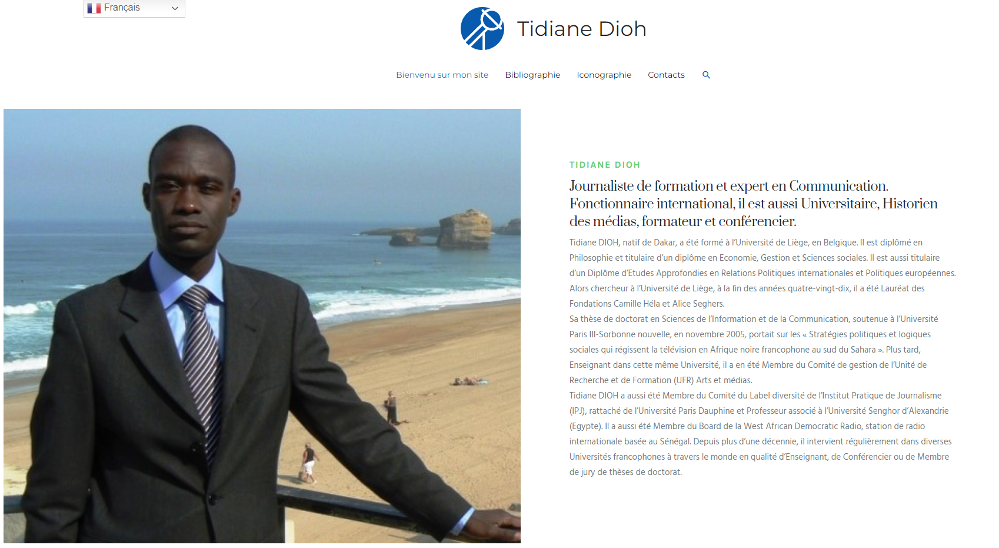 Français
Tidiane Dioh
Bienvenu sur mon site Bibliographie Iconographie Contacts
TIDIANE DIOH
Journaliste de formation et expert en Communication.
Fonctionnaire international, il est aussi Universitaire, Historien
des médias, formateur et conférencier.
Tidiane DIOH, natif de Dakar, a été formé à l’Université de Liège, en Belgique. Il est diplômé en
Philosophie et titulaire d’un diplôme en Economie, Gestion et Sciences sociales. Il est aussi titulaire
d’un Diplôme d’Etudes Approfondies en Relations Politiques internationales et Politiques européennes.
Alors chercheur à l’Université de Liège, à la fin des années quatre-vingt-dix, il a été Lauréat des
Fondations Camille Héla et Alice Seghers.
Sa thèse de doctorat en Sciences de l’Information et de la Communication, soutenue à l’Université
Paris III-Sorbonne nouvelle, en novembre 2005, portait sur les « Stratégies politiques et logiques
sociales qui régissent la télévision en Afrique noire francophone au sud du Sahara ». Plus tard,
Enseignant dans cette même Université, il a en été Membre du Comité de gestion de l’Unité de
Recherche et de Formation (UFR) Arts et médias.
Tidiane DIOH a aussi été Membre du Comité du Label diversité de l’Institut Pratique de Journalisme
(IPJ), rattaché de l’Université Paris Dauphine et Professeur associé à l’Université Senghor d’Alexandrie
(Egypte). Il a aussi été Membre du Board de la West African Democratic Radio, station de radio
internationale basée au Sénégal. Depuis plus d’une décennie, il intervient régulièrement dans diverses
Universités francophones à travers le monde en qualité d’Enseignant, de Conférencier ou de Membre
de jury de thèses de doctorat.